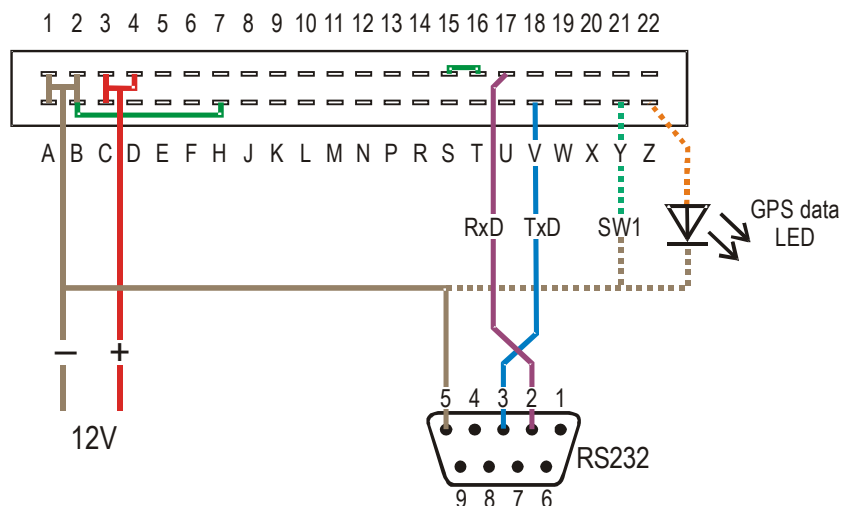 1 2 3 4 5 6 7 8 9 10 11 12 13 14 15 16 17 18 19 20 21 22
A B C D E F H J K L M N P R S T U V W X Y Z
RxD TxD SW1
GPS data
LED
− +
12V
5 4 3 2 1
RS232
9 8 7 6